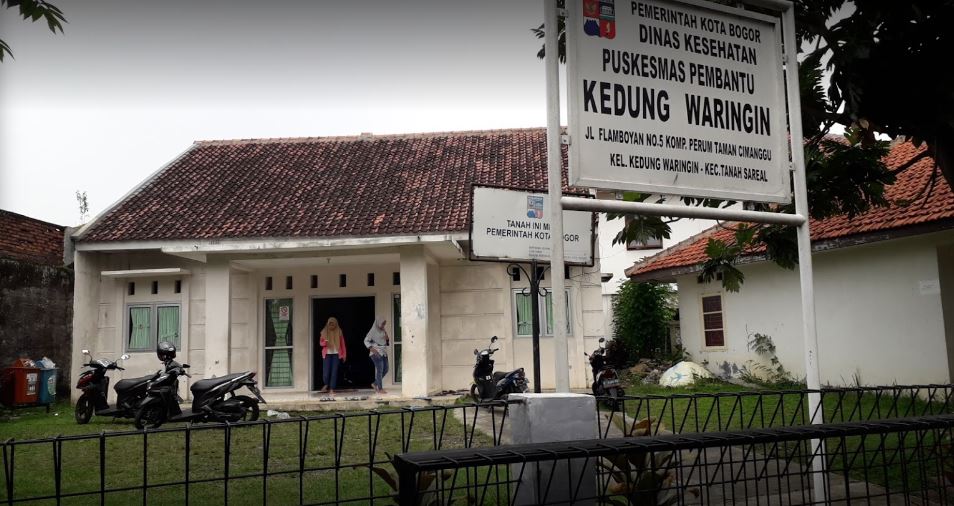 PEMERINTAH KOTA BOGOR
DINAS KESEHATAN
PUSKESMAS PEMBANTU
KEDUNG WARINGIN
JL FLAMBOYAN NO.5 KOMP. PERUM TAMAN CIMANGGU
KEL. KEDUNG WARINGIN - KEC.TANAH SAREAL
TANAH INI MI
PEMERINTAH KOTA BOGOR